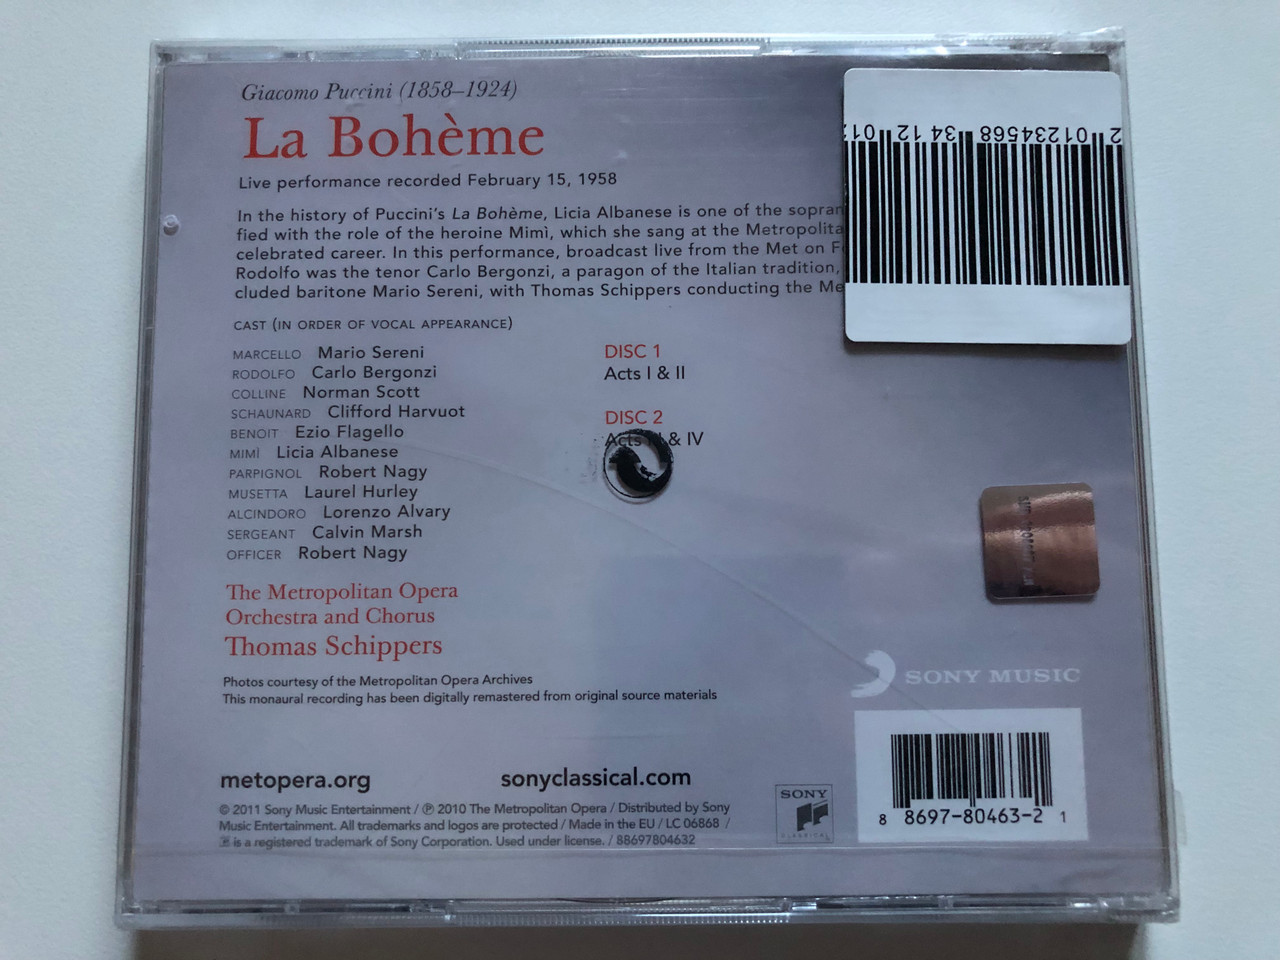 Giacomo Puccini (1858–1924)
La Bohème
Live performance recorded February 15, 1958
In the history of Puccini's La Bohème, Licia Albanese is one of the
fied with the role of the heroine Mimì, which she sang at the
celebrated career. In this performance, broadcast live from the Met on
Rodolfo was the tenor Carlo Bergonzi, a paragon of the Italian tradition,
cluded baritone Mario Sereni, with Thomas Schippers conducting the
CAST (IN ORDER OF VOCAL APPEARANCE)
MARCELLO Mario Sereni
RODOLFO Carlo Bergonzi
COLLINE Norman Scott
SCHAUNARD Clifford Harvuot
BENOIT Ezio Flagello
MIMÌ Licia Albanese
PARPIGNOL Robert Nagy
MUSETTA Laurel Hurley
ALCINDORO Lorenzo Alvary
SERGEANT Calvin Marsh
OFFICER Robert Nagy
DISC 1
Acts I & II
DISC 2
Acts & IV
The Metropolitan Opera
Orchestra and Chorus
Thomas Schippers
Photos courtesy of the Metropolitan Opera Archives
This monaural recording has been digitally remastered from original source materials
metopera.org
sonyclassical.com
© 2011 Sony Music Entertainment / ℗ 2010 The Metropolitan Opera / Distributed by Sony
Music Entertainment. All trademarks and logos are protected / Made in the EU / LC 06868 /
is a registered trademark of Sony Corporation. Used under license. / 88697804632
2 01234568 34 12 01
SONY MUSIC
SONY
CLASSICAL
8 8697-80463-2 1